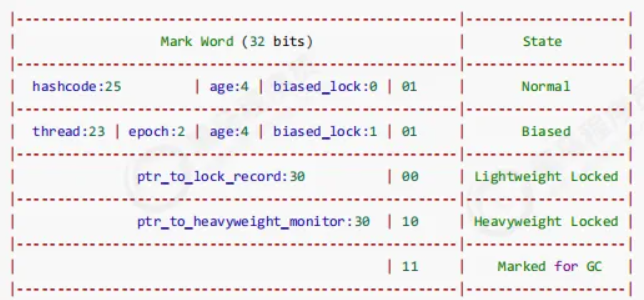 |-------------------------------------------------------|--------------------|
|                  Mark Word (32 bits)                  |       State        |
|-------------------------------------------------------|--------------------|
|  hashcode:25         | age:4 | biased_lock:0 | 01      |       Normal       |
|-------------------------------------------------------|--------------------|
|  thread:23 | epoch:2 | age:4 | biased_lock:1 | 01      |       Biased       |
|-------------------------------------------------------|--------------------|
|               ptr_to_lock_record:30          | 00      | Lightweight Locked |
|-------------------------------------------------------|--------------------|
|               ptr_to_heavyweight_monitor:30  | 10      | Heavyweight Locked |
|-------------------------------------------------------|--------------------|
|                                              | 11      |    Marked for GC   |
|-------------------------------------------------------|--------------------|